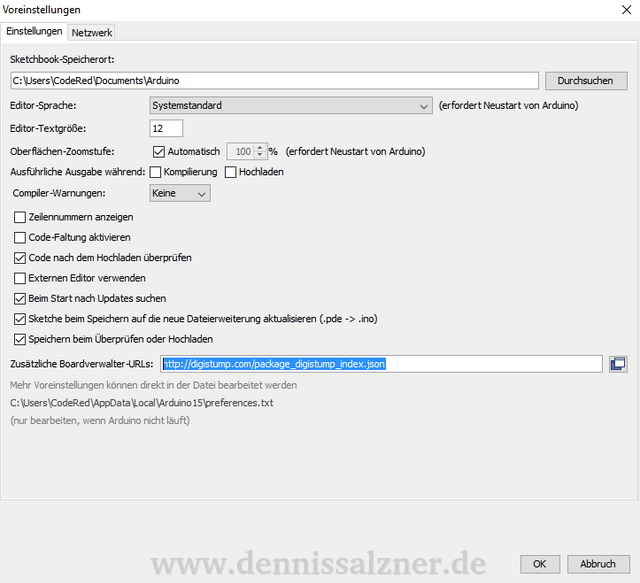 Voreinstellungen
Einstellungen Netzwerk
Sketchbook-Speicherort:
C:\Users\CodeRed\Documents\Arduino Durchsuchen
Editor-Sprache: Systemstandard (erfordert Neustart von Arduino)
Editor-Textgröße: 12
Oberflächen-Zoomstufe: Automatisch 100 % (erfordert Neustart von Arduino)
Ausführliche Ausgabe während: Kompilierung Hochladen
Compiler-Warnungen: Keine
Zeilennummern anzeigen
Code-Faltung aktivieren
Code nach dem Hochladen überprüfen
Externen Editor verwenden
Beim Start nach Updates suchen
Sketche beim Speichern auf die neue Dateierweiterung aktualisieren (.pde -> .ino)
Speichern beim Überprüfen oder Hochladen
Zusätzliche Boardverwalter-URLs: http://digistump.com/package_digistump_index.json
Mehr Voreinstellungen können direkt in der Datei bearbeitet werden
C:\Users\CodeRed\AppData\Local\Arduino15\preferences.txt
(nur bearbeiten, wenn Arduino nicht läuft)
www.dennissalzner.de OK Abbruch